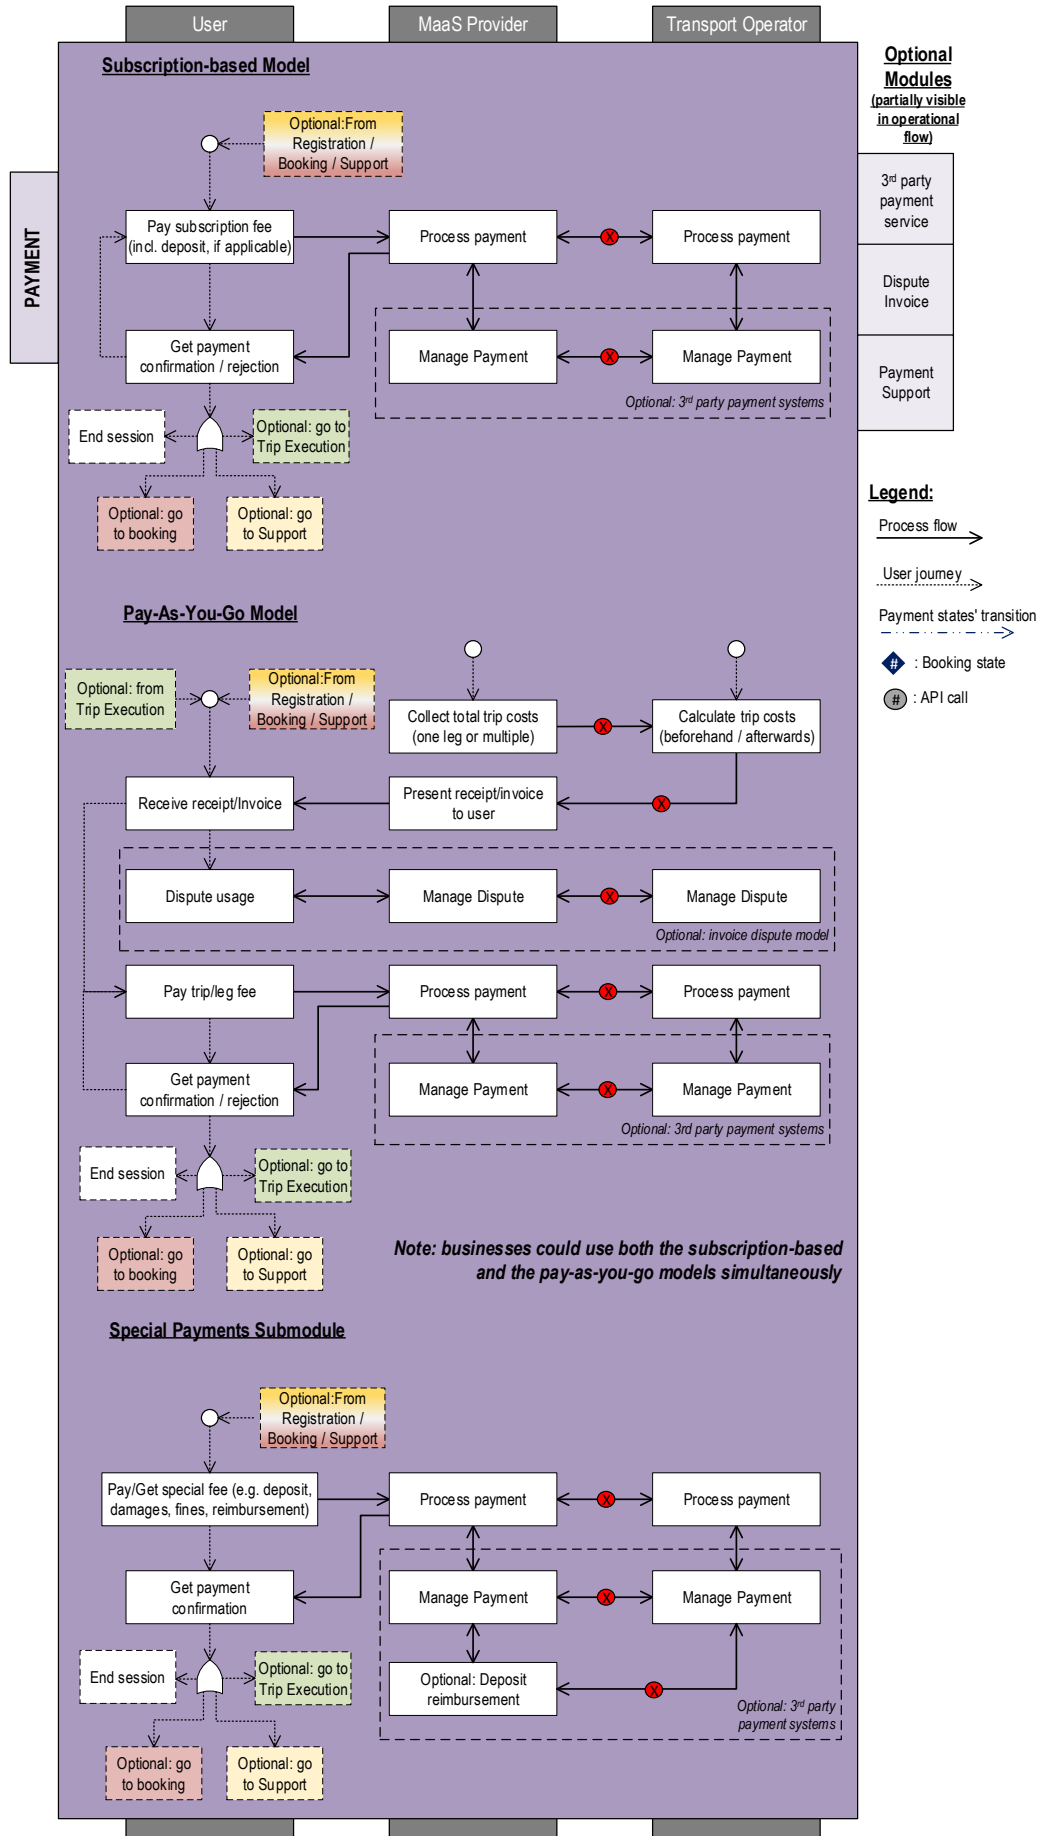 User
MaaS Provider
Transport Operator
Subscription-based Model
Optional
Modules
(partially visible
in operational
flow)
Optional:From
Registration /
Booking / Support
3rd party
payment
service
PAYMENT
Pay subscription fee
(incl. deposit, if applicable)
Process payment
X
Process payment
Dispute
Invoice
Get payment
confirmation / rejection
Manage Payment
X
Manage Payment
Optional: 3rd party payment systems
Payment
Support
End session
Optional: go to
Trip Execution
Optional: go
to booking
Optional: go
to Support
Legend:
Process flow
User journey
Payment states' transition
# : Booking state
# : API call
Pay-As-You-Go Model
Optional: from
Trip Execution
Optional:From
Registration /
Booking / Support
Collect total trip costs
(one leg or multiple)
X
Calculate trip costs
(beforehand / afterwards)
Receive receipt/Invoice
Present receipt/invoice
to user
X
Dispute usage
Manage Dispute
X
Manage Dispute
Optional: invoice dispute model
Pay trip/leg fee
Process payment
X
Process payment
Get payment
confirmation / rejection
Manage Payment
X
Manage Payment
Optional: 3rd party payment systems
End session
Optional: go to
Trip Execution
Optional: go
to booking
Optional: go
to Support
Note: businesses could use both the subscription-based
and the pay-as-you-go models simultaneously
Special Payments Submodule
Optional:From
Registration /
Booking / Support
Pay/Get special fee (e.g. deposit,
damages, fines, reimbursement)
Process payment
X
Process payment
Get payment
confirmation
Manage Payment
X
Manage Payment
End session
Optional: go to
Trip Execution
Optional: Deposit
reimbursement
X
Optional: 3rd party
payment systems
Optional: go
to booking
Optional: go
to Support